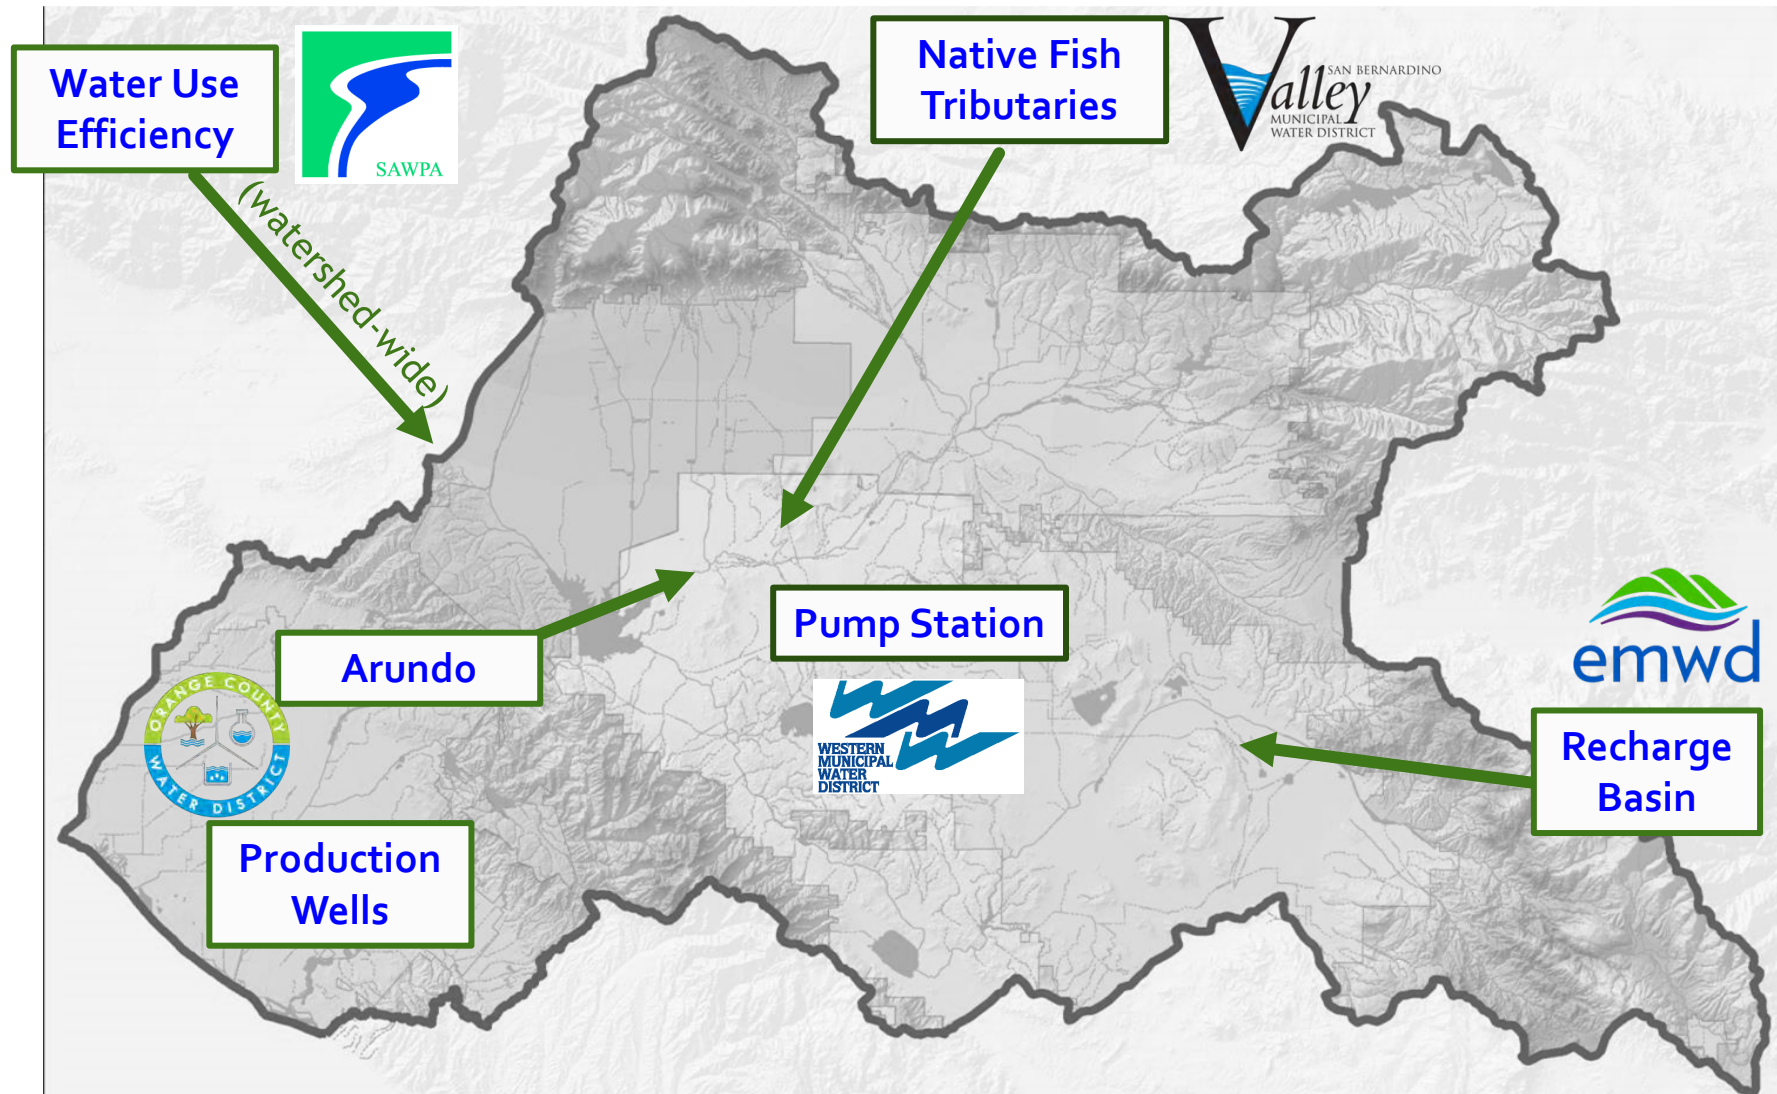 Water Use
Efficiency
SAWPA
(watershed-wide)
Native Fish
Tributaries
Valley
SAN BERNARDINO
MUNICIPAL
WATER DISTRICT
Arundo
Pump Station
WESTERN
MUNICIPAL
WATER
DISTRICT
emwd
Recharge
Basin
ORANGE COUNTY
WATER DISTRICT
Production
Wells